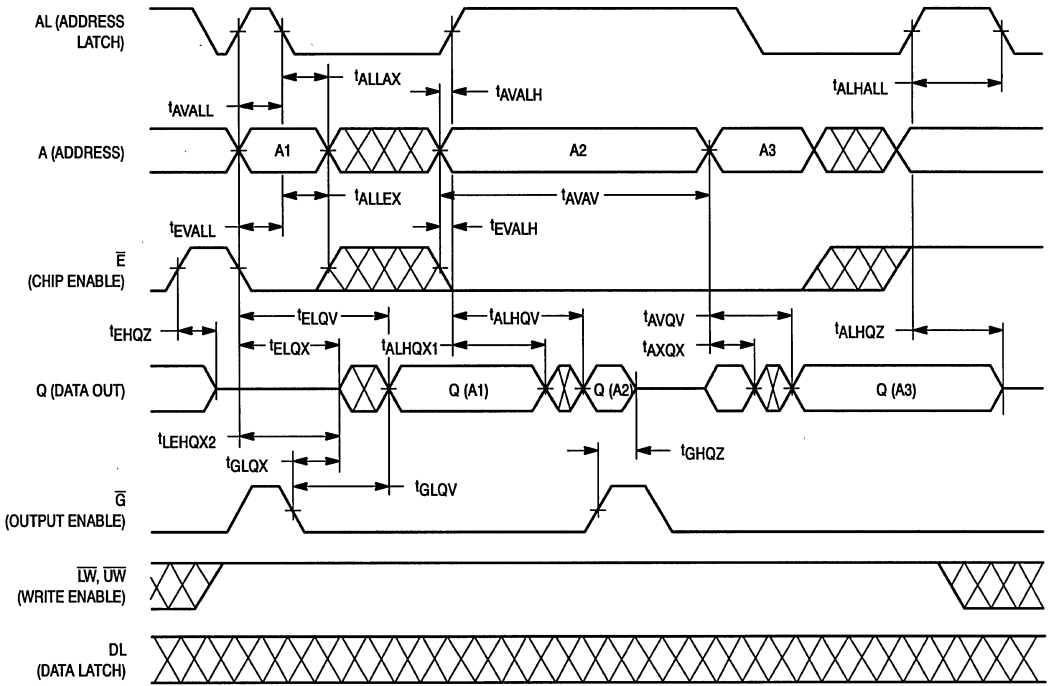 AL (ADDRESS
LATCH)
tALLAX
tAVALH
tALHALL
tAVALL
A (ADDRESS)
A1
A2
A3
tALLEX
tAVAV
tEVALL
tEVALH
E̅
(CHIP ENABLE)
tELQV
tALHQV
tAVQV
tEHQZ
tELQX
tALHQX1
tAXQX
tALHQZ
Q (DATA OUT)
Q (A1)
Q (A2)
Q (A3)
tLEHQX2
tGLQX
tGHQZ
tGLQV
G̅
(OUTPUT ENABLE)
L̅W̅, U̅W̅
(WRITE ENABLE)
DL
(DATA LATCH)